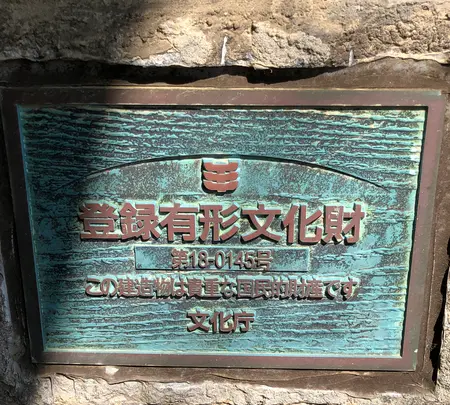 登録有形文化財
第18-0145号
この建造物は貴重な国民的財産です
文化庁